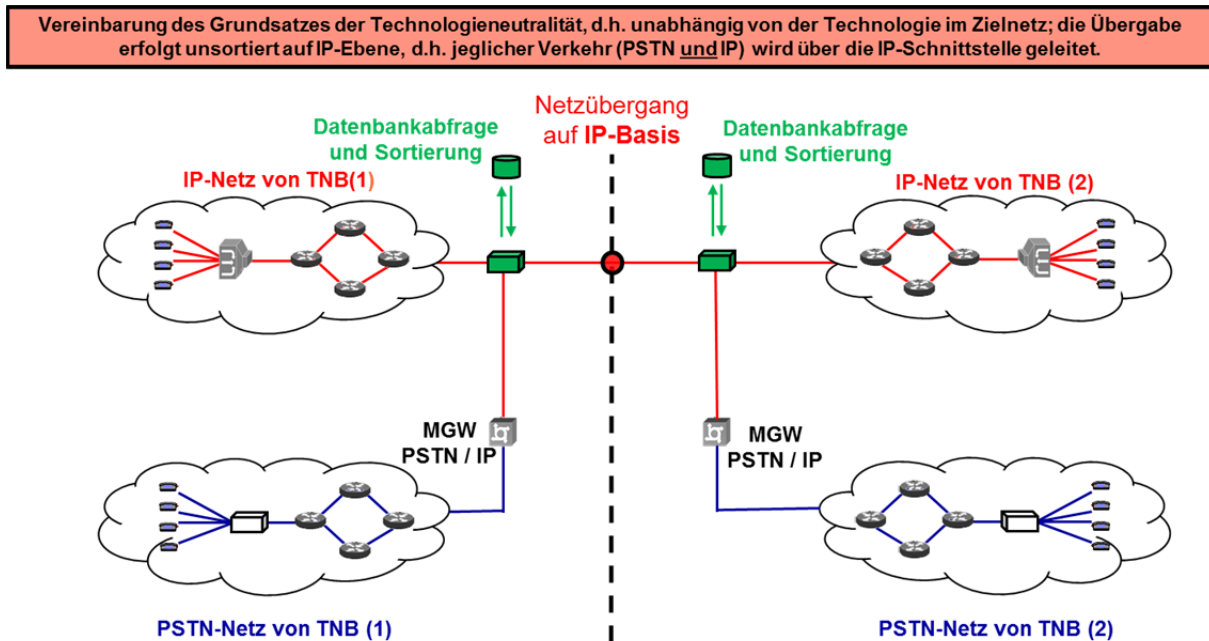 Vereinbarung des Grundsatzes der Technologieneutralität, d.h. unabhängig von der Technologie im Zielnetz; die Übergabe
erfolgt unsortiert auf IP-Ebene, d.h. jeglicher Verkehr (PSTN und IP) wird über die IP-Schnittstelle geleitet.
Netzübergang
auf IP-Basis
Datenbankabfrage
und Sortierung
Datenbankabfrage
und Sortierung
IP-Netz von TNB(1)
IP-Netz von TNB (2)
MGW
PSTN / IP
MGW
PSTN / IP
PSTN-Netz von TNB (1)
PSTN-Netz von TNB (2)